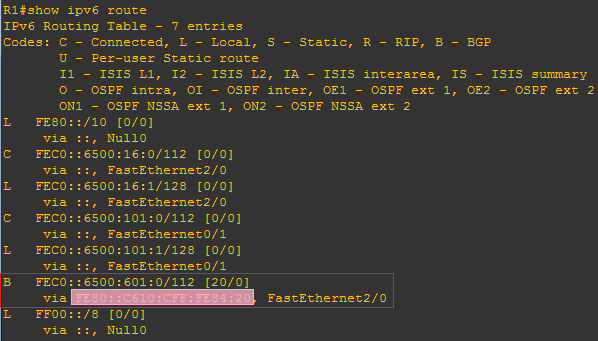 R1#show ipv6 route
IPv6 Routing Table - 7 entries
Codes: C - Connected, L - Local, S - Static, R - RIP, B - BGP
U - Per-user Static route
I1 - ISIS L1, I2 - ISIS L2, IA - ISIS interarea, IS - ISIS summary
O - OSPF intra, OI - OSPF inter, OE1 - OSPF ext 1, OE2 - OSPF ext 2
ON1 - OSPF NSSA ext 1, ON2 - OSPF NSSA ext 2
L FE80::/10 [0/0]
via ::, Null0
C FEC0::6500:16:0/112 [0/0]
via ::, FastEthernet2/0
L FEC0::6500:16:1/128 [0/0]
via ::, FastEthernet2/0
C FEC0::6500:101:0/112 [0/0]
via ::, FastEthernet0/1
L FEC0::6500:101:1/128 [0/0]
via ::, FastEthernet0/1
B FEC0::6500:601:0/112 [20/0]
via FE80::C610:CFF:FE84:20, FastEthernet2/0
L FF00::/8 [0/0]
via ::, Null0